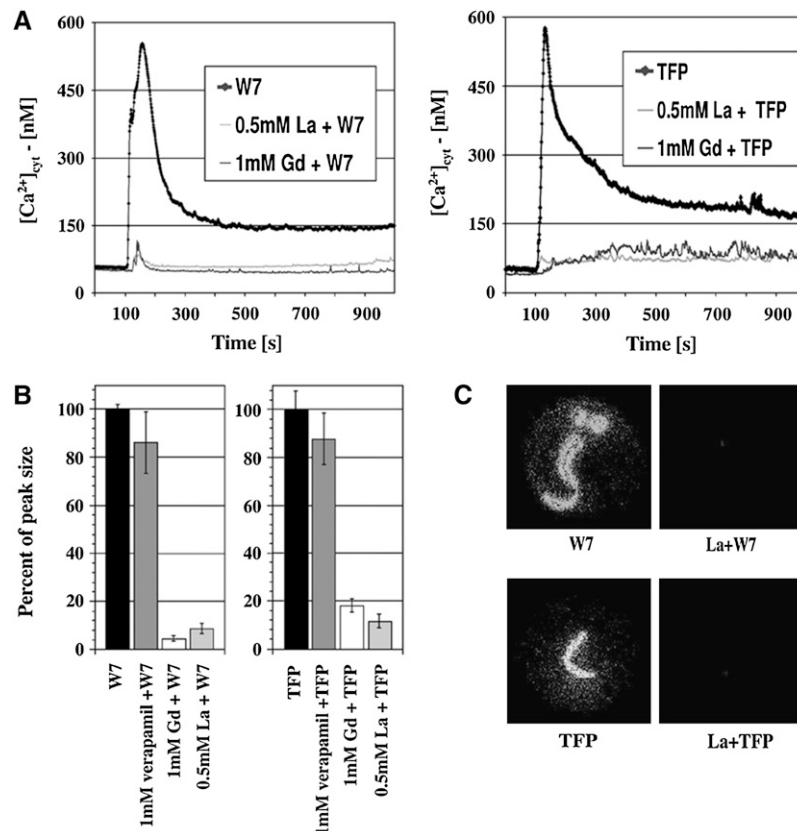 A
600
450
300
150
0
[Ca²⁺]cyt - [nM]
W7
0.5mM La + W7
1mM Gd + W7
100 300 500 700 900
Time [s]
600
450
300
150
0
[Ca²⁺]cyt - [nM]
TFP
0.5mM La + TFP
1mM Gd + TFP
100 300 500 700 900
Time [s]
B
Percent of peak size
100
80
60
40
20
0
W7
1mM verapamil +W7
1mM Gd + W7
0.5mM La + W7
100
80
60
40
20
0
TFP
1mM verapamil +TFP
1mM Gd + TFP
0.5mM La + TFP
C
W7
La+W7
TFP
La+TFP